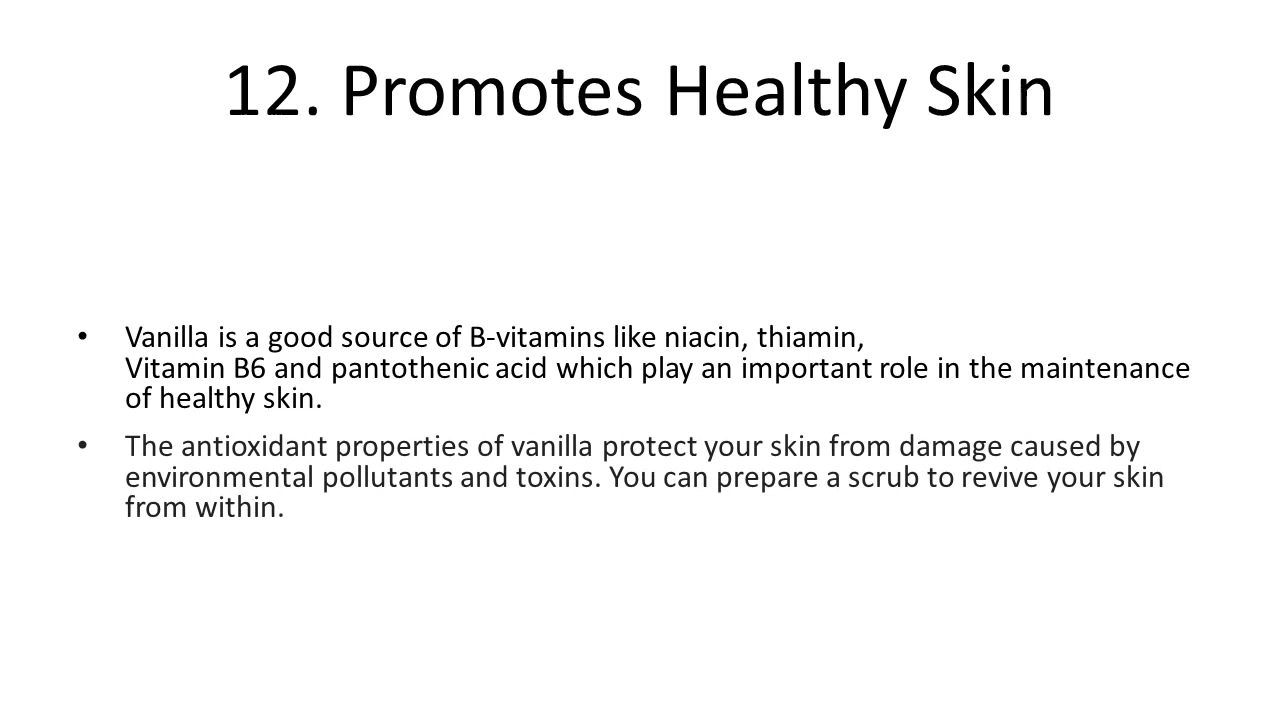 12. Promotes Healthy Skin
• Vanilla is a good source of B-vitamins like niacin, thiamin,
Vitamin B6 and pantothenic acid which play an important role in the maintenance
of healthy skin.
• The antioxidant properties of vanilla protect your skin from damage caused by
environmental pollutants and toxins. You can prepare a scrub to revive your skin
from within.